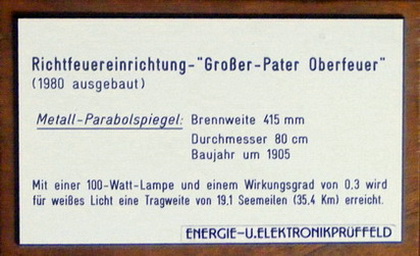 Richtfeuereinrichtung-"Großer-Pater Oberfeuer"
(1980 ausgebaut)
Metall-Parabolspiegel: Brennweite 415 mm
Durchmesser 80 cm
Baujahr um 1905
Mit einer 100-Watt-Lampe und einem Wirkungsgrad von 0.3 wird
für weißes Licht eine Tragweite von 19.1 Seemeilen (35.4 Km) erreicht.
ENERGIE-U.ELEKTRONIKPRÜFFELD